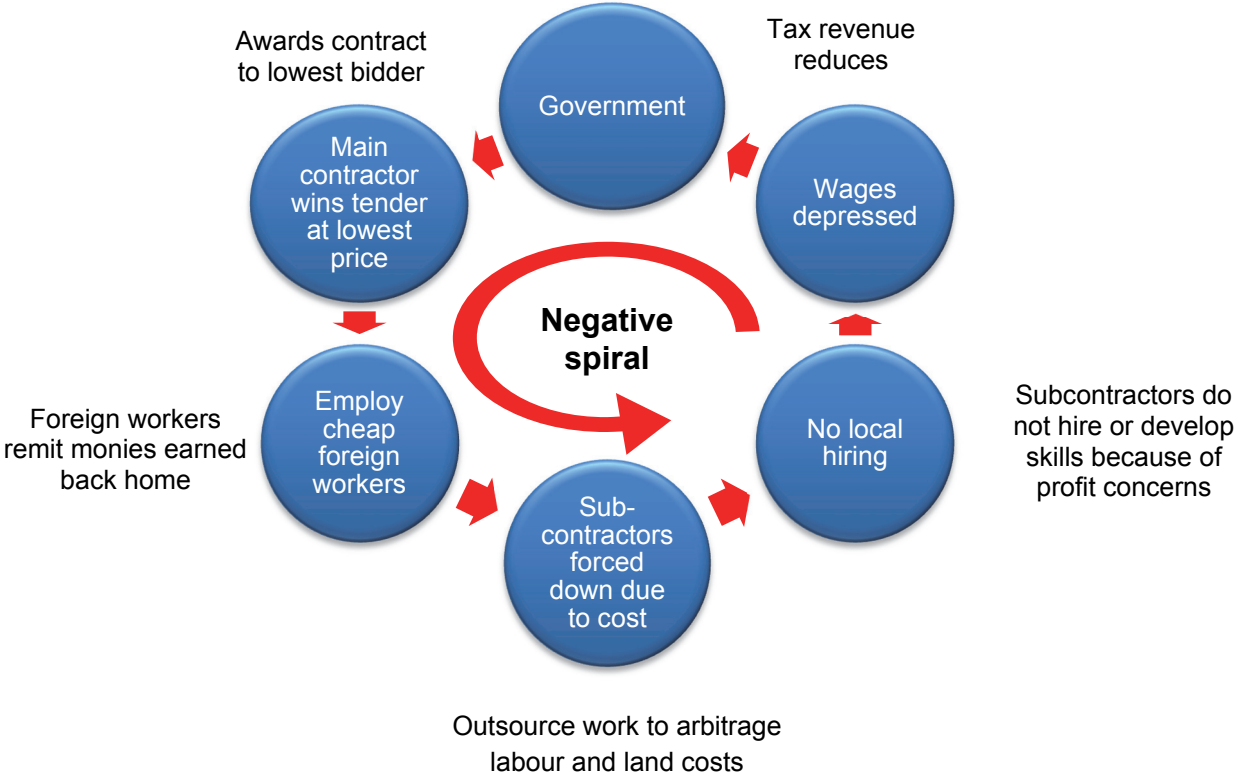 Awards contract
to lowest bidder
Government
Tax revenue
reduces
Main
contractor
wins tender
at lowest
price
Wages
depressed
Negative
spiral
Foreign workers
remit monies earned
back home
Employ
cheap
foreign
workers
Sub-
contractors
forced
down due
to cost
No local
hiring
Subcontractors do
not hire or develop
skills because of
profit concerns
Outsource work to arbitrage
labour and land costs